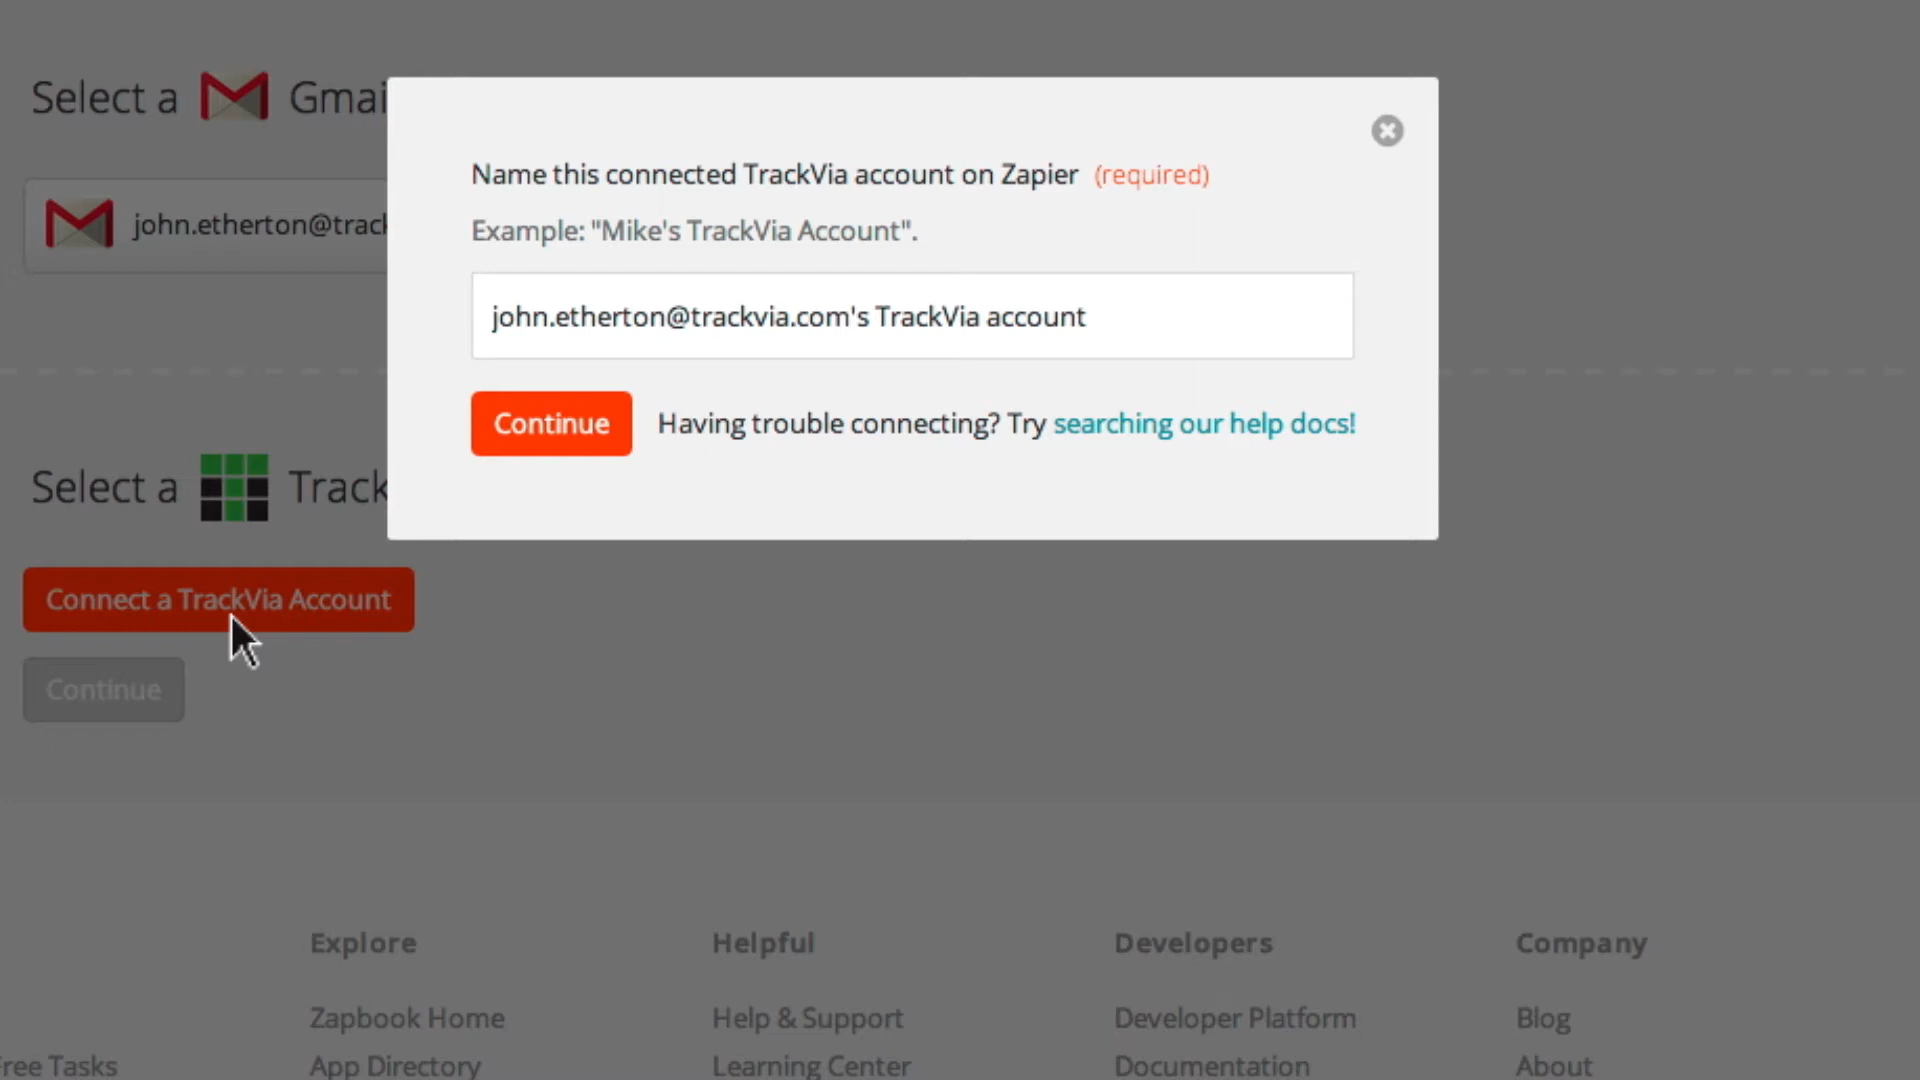 Select a Gmai
Name this connected TrackVia account on Zapier (required)
john.etherton@track
Example: "Mike's TrackVia Account".
john.etherton@trackvia.com's TrackVia account
Continue Having trouble connecting? Try searching our help docs!
Select a Track
Connect a TrackVia Account
Continue
Explore Helpful Developers Company
Zapbook Home Help & Support Developer Platform Blog
Free Tasks App Directory Learning Center Documentation About